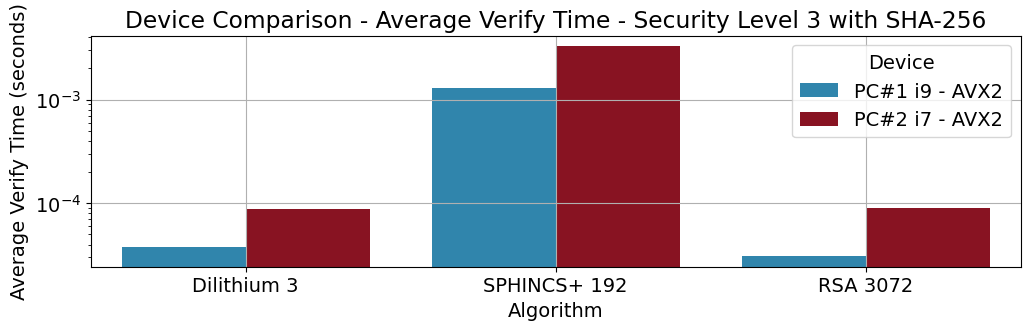 Device Comparison - Average Verify Time - Security Level 3 with SHA-256
Average Verify Time (seconds)
10⁻³
10⁻⁴
Device
PC#1 i9 - AVX2
PC#2 i7 - AVX2
Dilithium 3
SPHINCS+ 192
RSA 3072
Algorithm